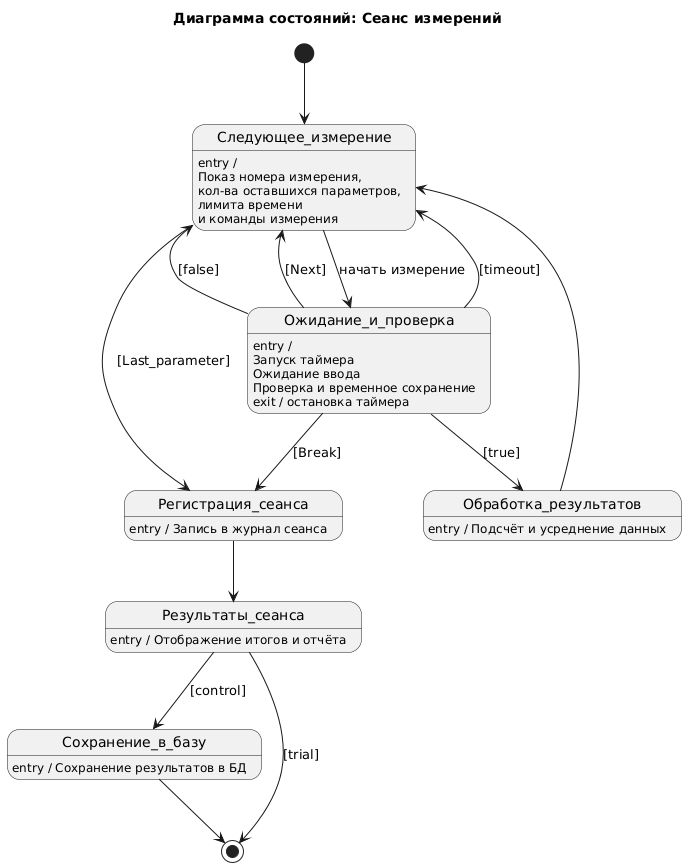 Диаграмма состояний: Сеанс измерений
Следующее_измерение
entry /
Показ номера измерения,
кол-ва оставшихся параметров,
лимита времени
и команды измерения
[false]
[Next]
начать измерение
[timeout]
Ожидание_и_проверка
entry /
Запуск таймера
Ожидание ввода
Проверка и временное сохранение
exit / остановка таймера
[Last_parameter]
[Break]
[true]
Регистрация_сеанса
entry / Запись в журнал сеанса
Обработка_результатов
entry / Подсчёт и усреднение данных
Результаты_сеанса
entry / Отображение итогов и отчёта
[control]
Сохранение_в_базу
entry / Сохранение результатов в БД
[trial]